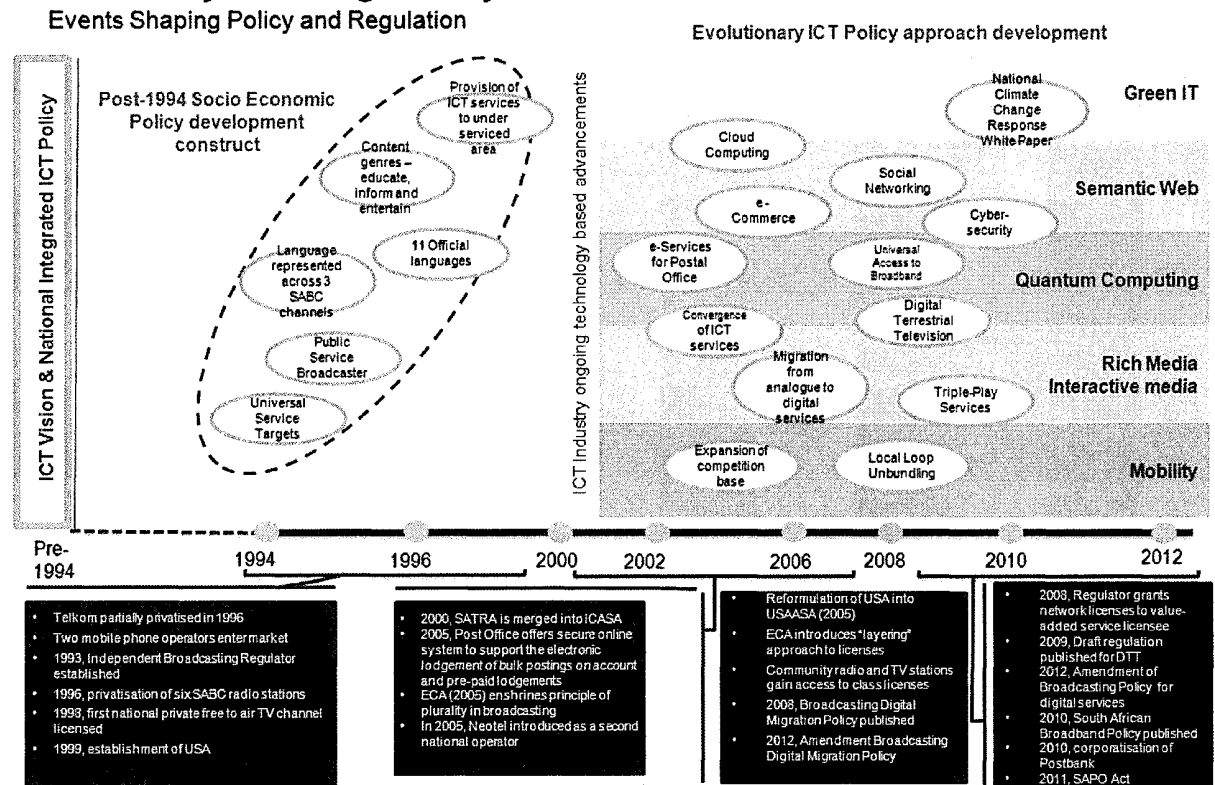 Events Shaping Policy and Regulation
Evolutionary ICT Policy approach development
ICT Vision & National Integrated ICT Policy
Post-1994 Socio Economic
Policy development
construct
Provision of
ICT services
to under
serviced
area
Content
genres –
educate,
inform and
entertain
11 Official
languages
Language
represented
across 3
SABC
channels
Public
Service
Broadcaster
Universal
Service
Targets
ICT Industry ongoing technology based advancements
National
Climate
Change
Response
White Paper
Green IT
Cloud
Computing
Social
Networking
Semantic Web
e-
Commerce
Cyber-
security
e-Services
for Postal
Office
Universal
Access to
Broadband
Quantum Computing
Convergence
of ICT
services
Digital
Terrestrial
Television
Migration
from
analogue to
digital
services
Rich Media
Interactive media
Triple-Play
Services
Expansion of
competition
base
Local Loop
Unbundling
Mobility
Pre-
1994
1994
1996
2000
2002
2006
2008
2010
2012
• Telkom partially privatised in 1996
• Two mobile phone operators enter market
• 1993, Independent Broadcasting Regulator
established
• 1996, privatisation of six SABC radio stations
• 1998, first national private free to air TV channel
licensed
• 1999, establishment of USA
• 2000, SATRA is merged into ICASA
• 2005, Post Office offers secure online
system to support the electronic
lodgement of bulk postings on account
and pre-paid lodgements
• ECA (2005) enshrines principle of
plurality in broadcasting
• In 2005, Neotel introduced as a second
national operator
• Reformulation of USA into
USAASA (2005)
• ECA introduces "layering"
approach to licenses
• Community radio and TV stations
gain access to class licenses
• 2008, Broadcasting Digital
Migration Policy published
• 2012, Amendment Broadcasting
Digital Migration Policy
• 2008, Regulator grants
network licenses to value-
added service licensee
• 2009, Draft regulation
published for DTT
• 2012, Amendment of
Broadcasting Policy for
digital services
• 2010, South African
Broadband Policy published
• 2010, corporatisation of
Postbank
• 2011, SAPO Act